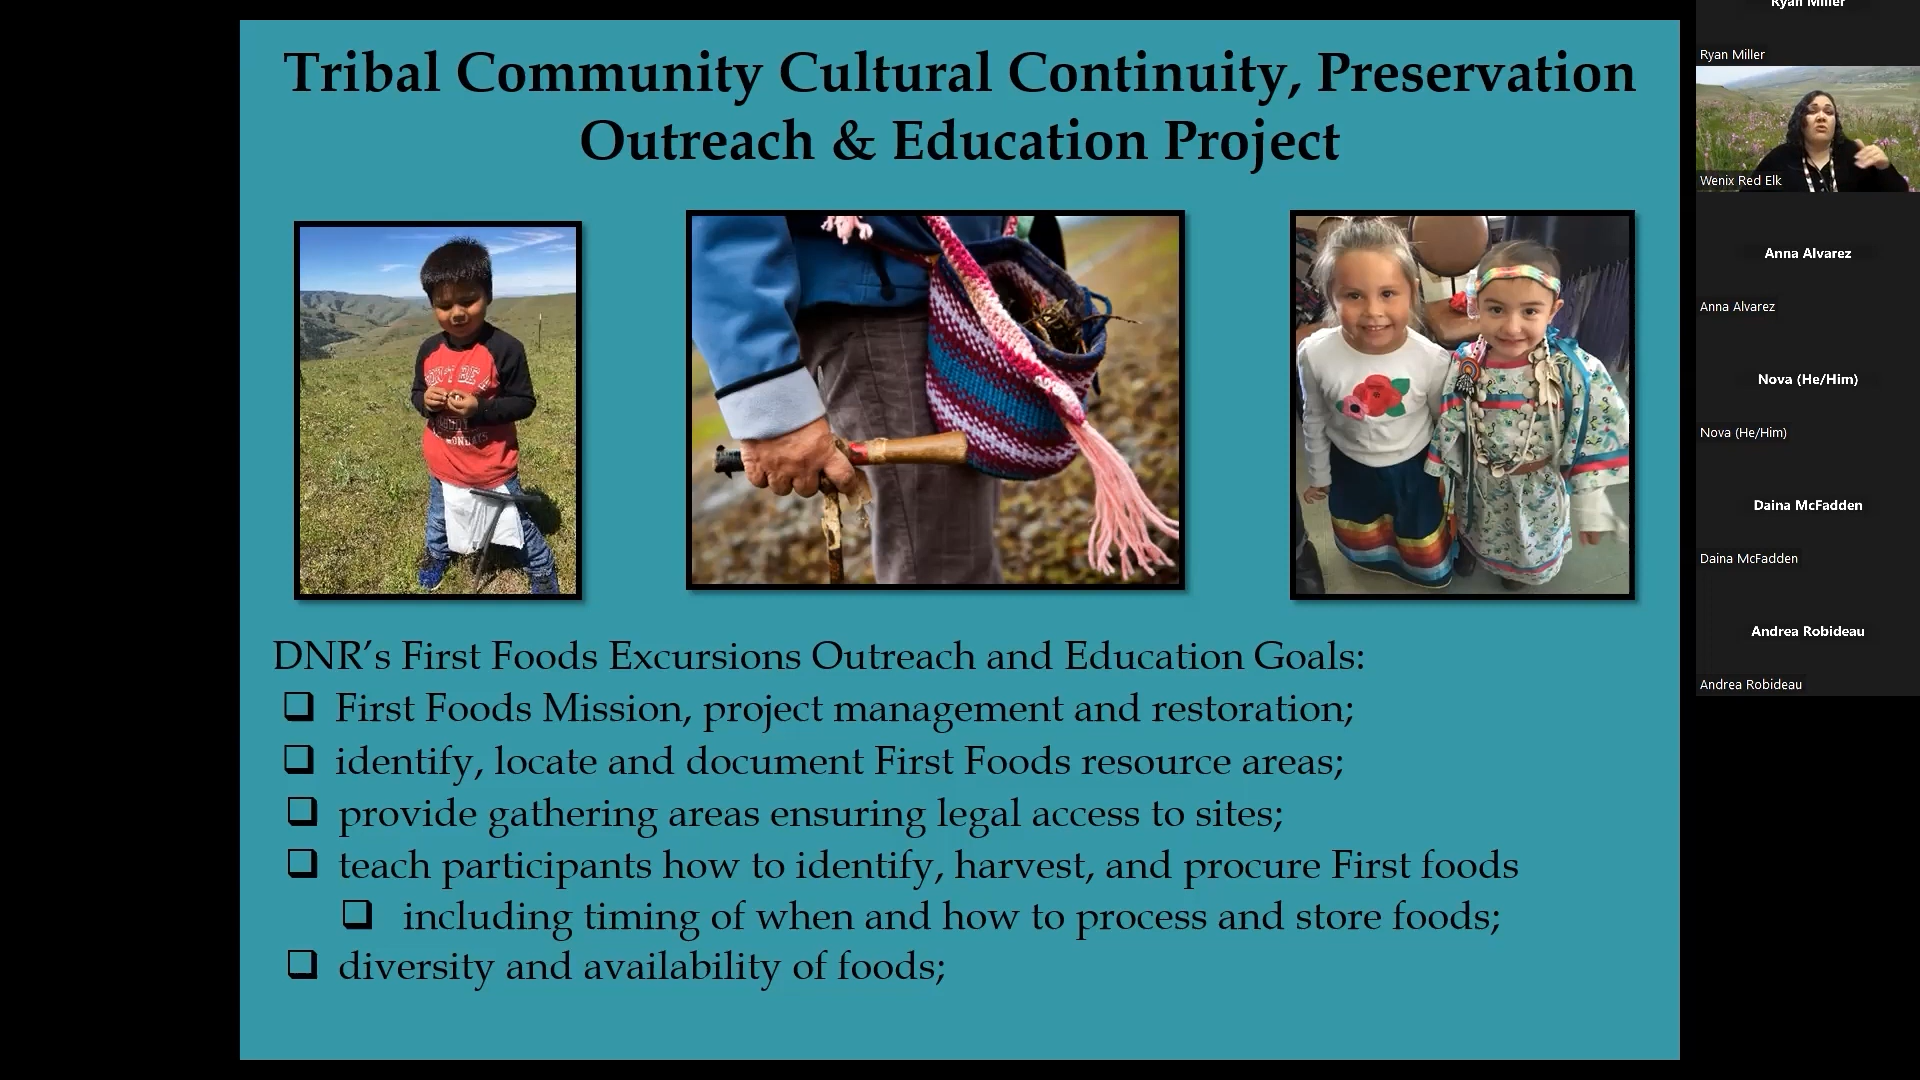 Tribal Community Cultural Continuity, Preservation
Outreach & Education Project
DNR's First Foods Excursions Outreach and Education Goals:
First Foods Mission, project management and restoration;
identify, locate and document First Foods resource areas;
provide gathering areas ensuring legal access to sites;
teach participants how to identify, harvest, and procure First foods
including timing of when and how to process and store foods;
diversity and availability of foods;
Ryan Miller
Ryan Miller
Wenix Red Elk
Anna Alvarez
Anna Alvarez
Nova (He/Him)
Nova (He/Him)
Daina McFadden
Daina McFadden
Andrea Robideau
Andrea Robideau